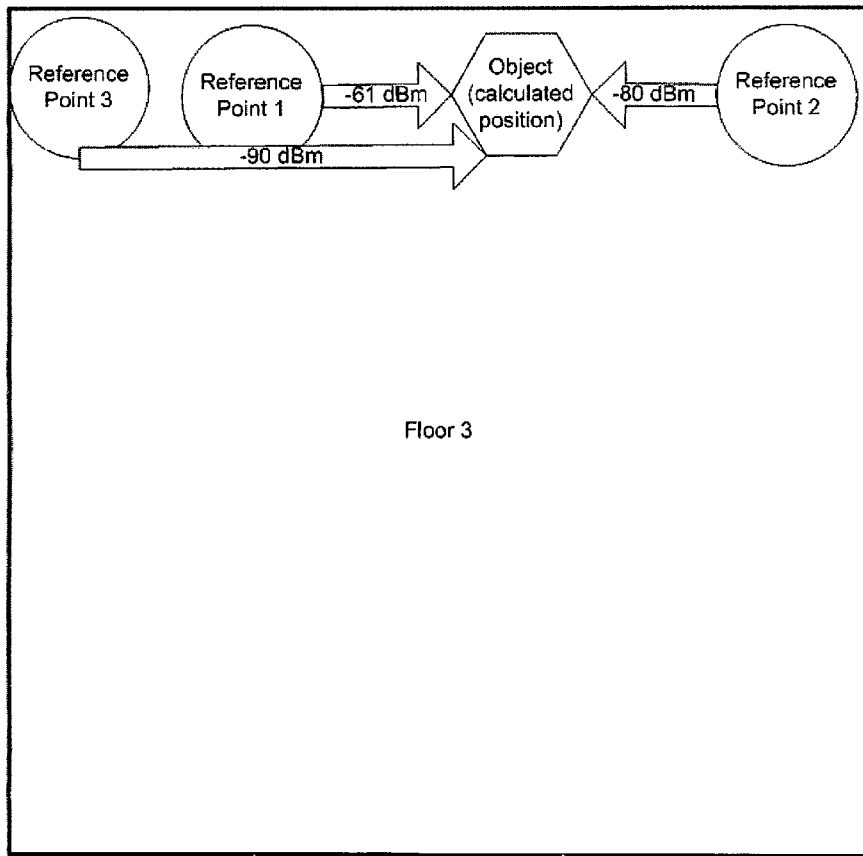 Reference
Point 3
Reference
Point 1
-61 dBm
Object
(calculated
position)
-80 dBm
Reference
Point 2
-90 dBm
Floor 3